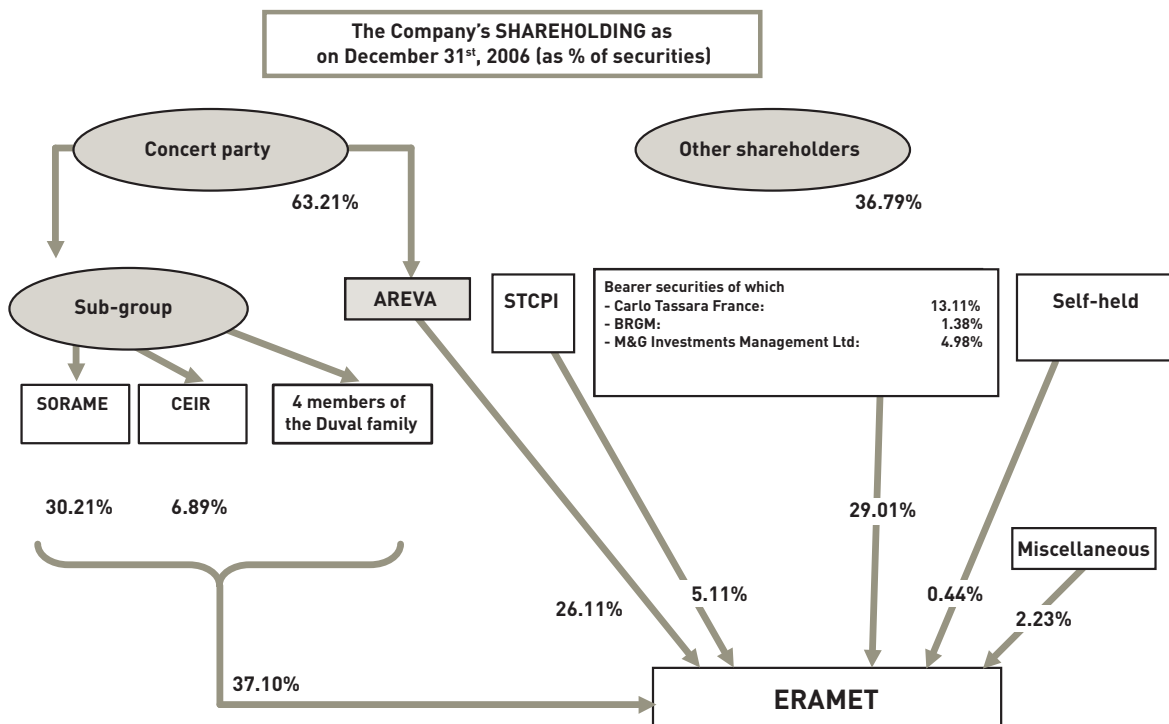 The Company's SHAREHOLDING as
on December 31st, 2006 (as % of securities)
Concert party
Other shareholders
63.21%
36.79%
Sub-group
AREVA
STCPI
Bearer securities of which
- Carlo Tassara France: 13.11%
- BRGM: 1.38%
- M&G Investments Management Ltd: 4.98%
Self-held
SORAME
CEIR
4 members of
the Duval family
30.21%
6.89%
29.01%
Miscellaneous
26.11%
5.11%
0.44%
2.23%
37.10%
ERAMET